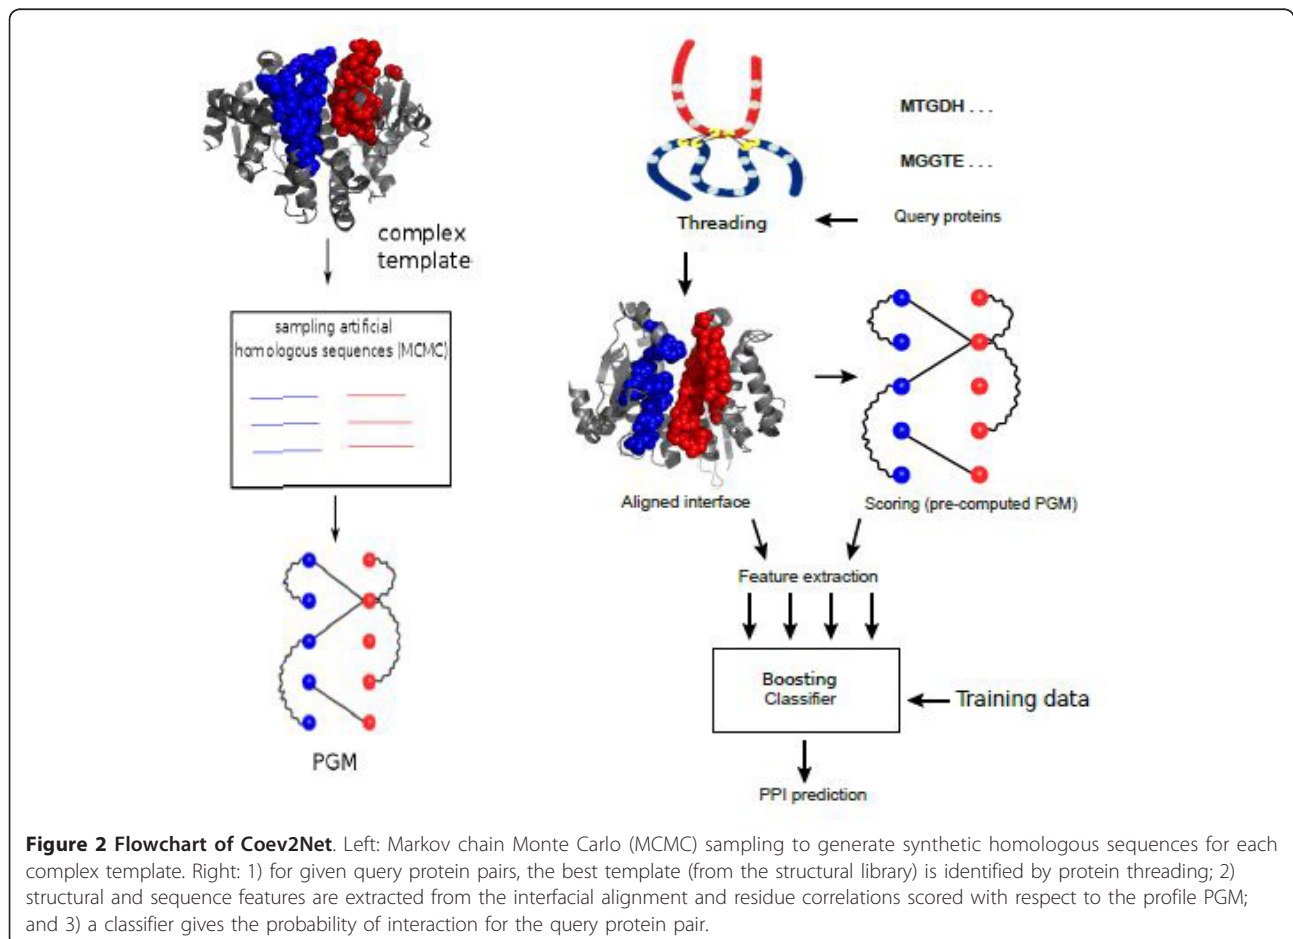 complex
template
sampling artificial
homologous sequences (MCMC)
PGM
MTGDH . . .
MGGTE . . .
Query proteins
Threading
Aligned interface
Scoring (pre-computed PGM)
Feature extraction
Boosting
Classifier
Training data
PPI prediction
Figure 2 Flowchart of Coev2Net. Left: Markov chain Monte Carlo (MCMC) sampling to generate synthetic homologous sequences for each
complex template. Right: 1) for given query protein pairs, the best template (from the structural library) is identified by protein threading; 2)
structural and sequence features are extracted from the interfacial alignment and residue correlations scored with respect to the profile PGM;
and 3) a classifier gives the probability of interaction for the query protein pair.